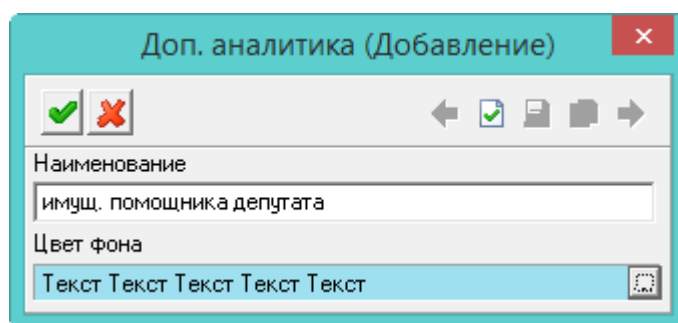 Доп. аналитика (Добавление)
Наименование
имущ. помощника депутата
Цвет фона
Текст Текст Текст Текст Текст